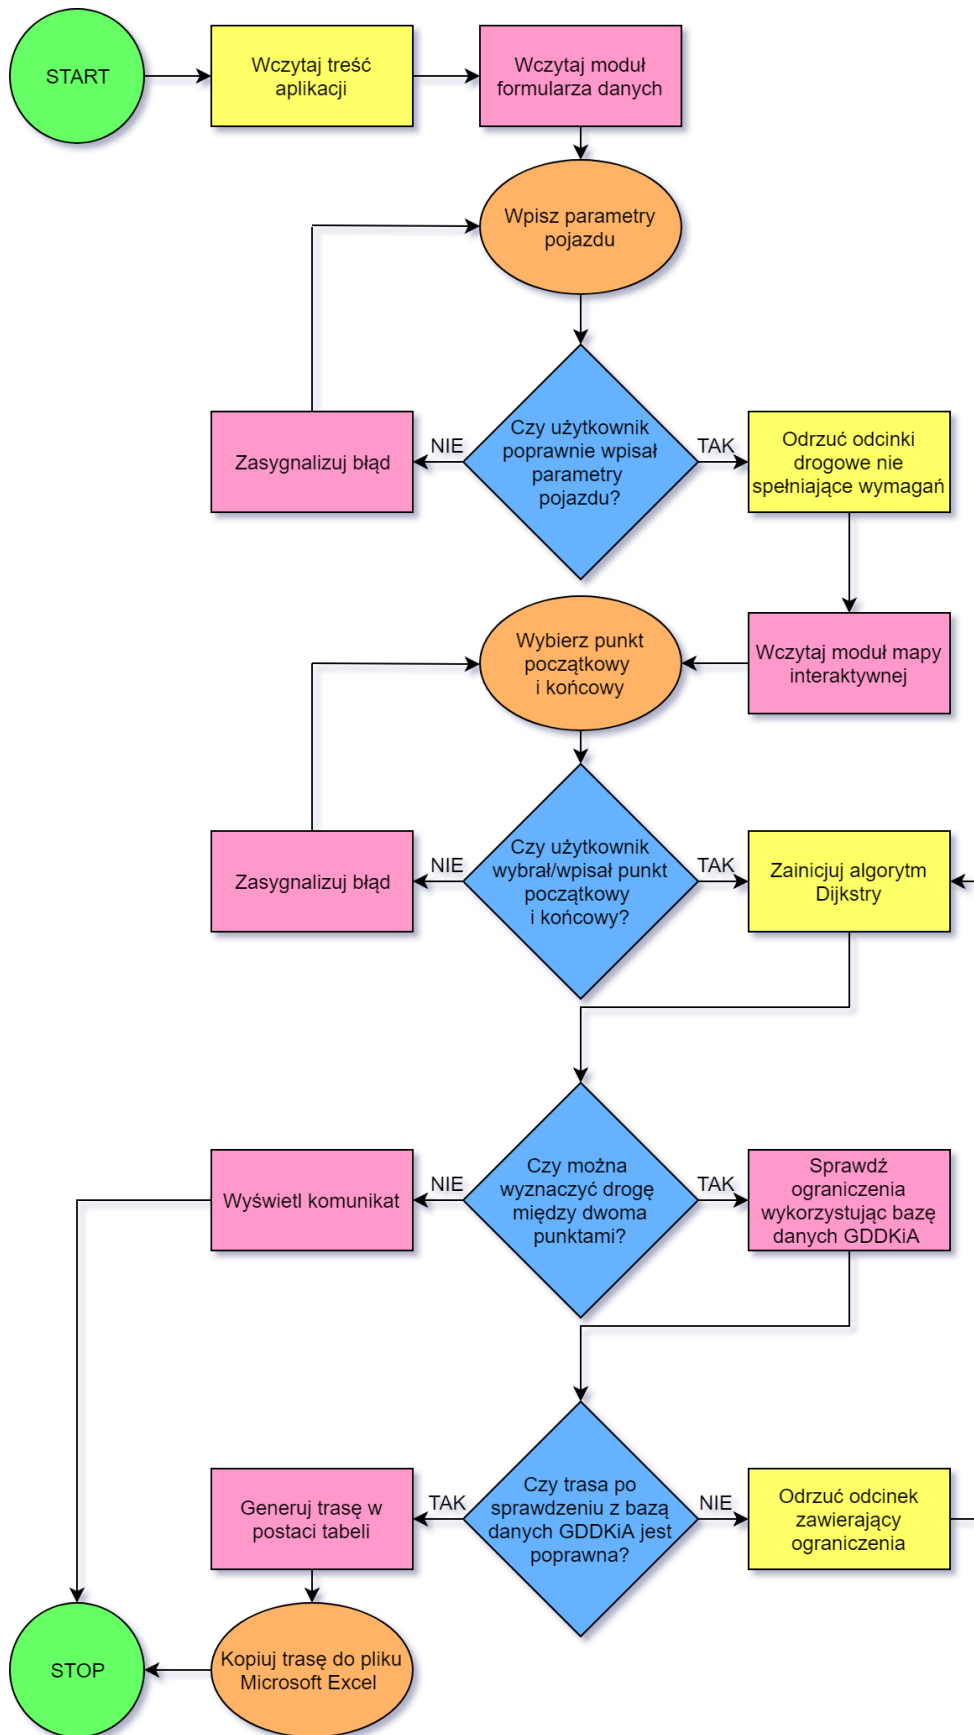 START
Wczytaj treść
aplikacji
Wczytaj moduł
formularza danych
Wpisz parametry
pojazdu
Czy użytkownik
poprawnie wpisał
parametry
pojazdu?
NIE
TAK
Zasygnalizuj błąd
Odrzuć odcinki
drogowe nie
spełniające wymagań
Wybierz punkt
początkowy
i końcowy
Wczytaj moduł mapy
interaktywnej
Czy użytkownik
wybrał/wpisał punkt
początkowy
i końcowy?
NIE
TAK
Zasygnalizuj błąd
Zainicjuj algorytm
Dijkstry
Czy można
wyznaczyć drogę
między dwoma
punktami?
NIE
TAK
Wyświetl komunikat
Sprawdź
ograniczenia
wykorzystując bazę
danych GDDKiA
Czy trasa po
sprawdzeniu z bazą
danych GDDKiA jest
poprawna?
TAK
NIE
Generuj trasę w
postaci tabeli
Odrzuć odcinek
zawierający
ograniczenia
Kopiuj trasę do pliku
Microsoft Excel
STOP